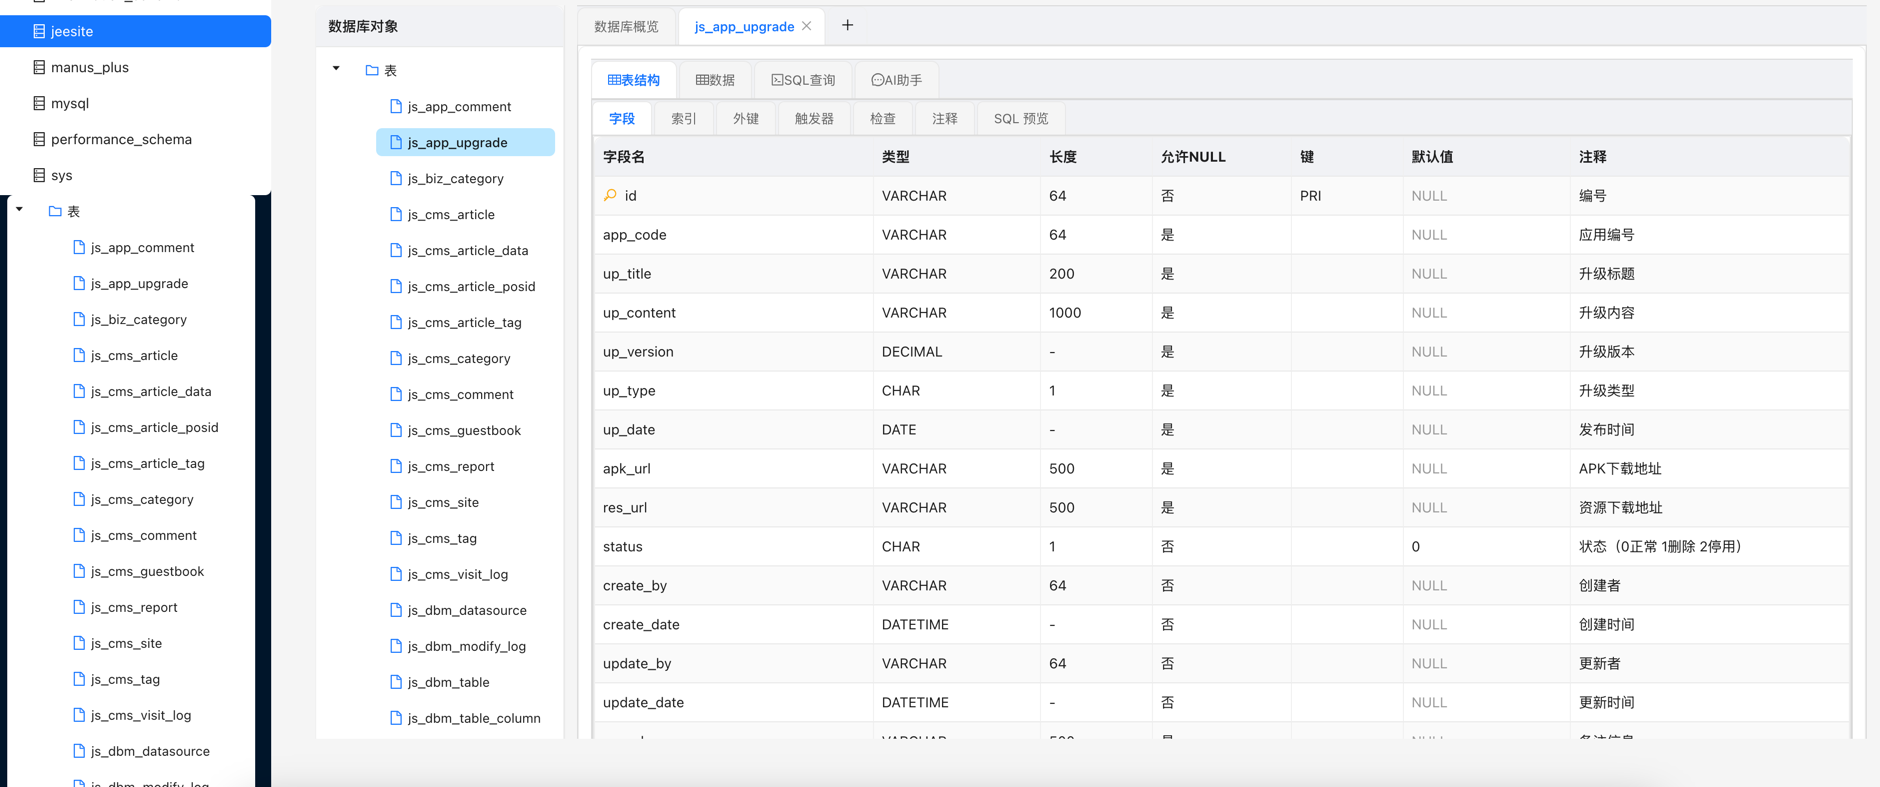 jeesite
manus_plus
mysql
performance_schema
sys
表
js_app_comment
js_app_upgrade
js_biz_category
js_cms_article
js_cms_article_data
js_cms_article_posid
js_cms_article_tag
js_cms_category
js_cms_comment
js_cms_guestbook
js_cms_report
js_cms_site
js_cms_tag
js_cms_visit_log
js_dbm_datasource
js_dbm_modify_log
数据库对象
表
js_app_comment
js_app_upgrade
js_biz_category
js_cms_article
js_cms_article_data
js_cms_article_posid
js_cms_article_tag
js_cms_category
js_cms_comment
js_cms_guestbook
js_cms_report
js_cms_site
js_cms_tag
js_cms_visit_log
js_dbm_datasource
js_dbm_modify_log
js_dbm_table
js_dbm_table_column
数据库概览 js_app_upgrade
表结构 数据 SQL查询 AI助手
字段 索引 外键 触发器 检查 注释 SQL 预览
字段名 类型 长度 允许NULL 键 默认值 注释
id VARCHAR 64 否 PRI NULL 编号
app_code VARCHAR 64 是 NULL 应用编号
up_title VARCHAR 200 是 NULL 升级标题
up_content VARCHAR 1000 是 NULL 升级内容
up_version DECIMAL - 是 NULL 升级版本
up_type CHAR 1 是 NULL 升级类型
up_date DATE - 是 NULL 发布时间
apk_url VARCHAR 500 是 NULL APK下载地址
res_url VARCHAR 500 是 NULL 资源下载地址
status CHAR 1 否 0 状态（0正常 1删除 2停用）
create_by VARCHAR 64 否 NULL 创建者
create_date DATETIME - 否 NULL 创建时间
update_by VARCHAR 64 否 NULL 更新者
update_date DATETIME - 否 NULL 更新时间